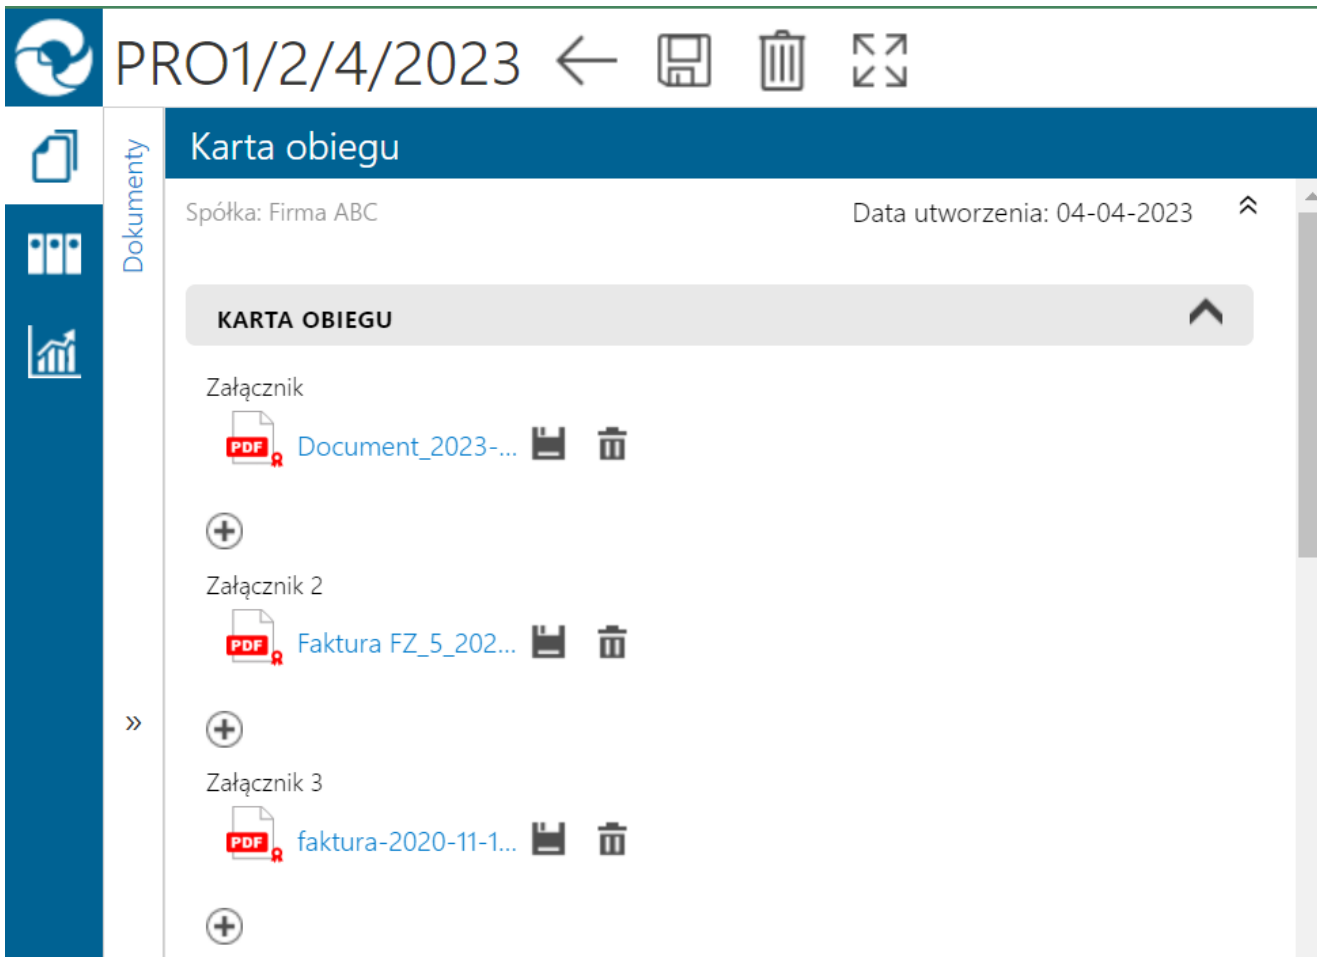 PRO1/2/4/2023
Dokumenty
Karta obiegu
Spółka: Firma ABC
Data utworzenia: 04-04-2023
KARTA OBIEGU
Załącznik
PDF Document_2023-...
Załącznik 2
PDF Faktura FZ_5_202...
Załącznik 3
PDF faktura-2020-11-1...